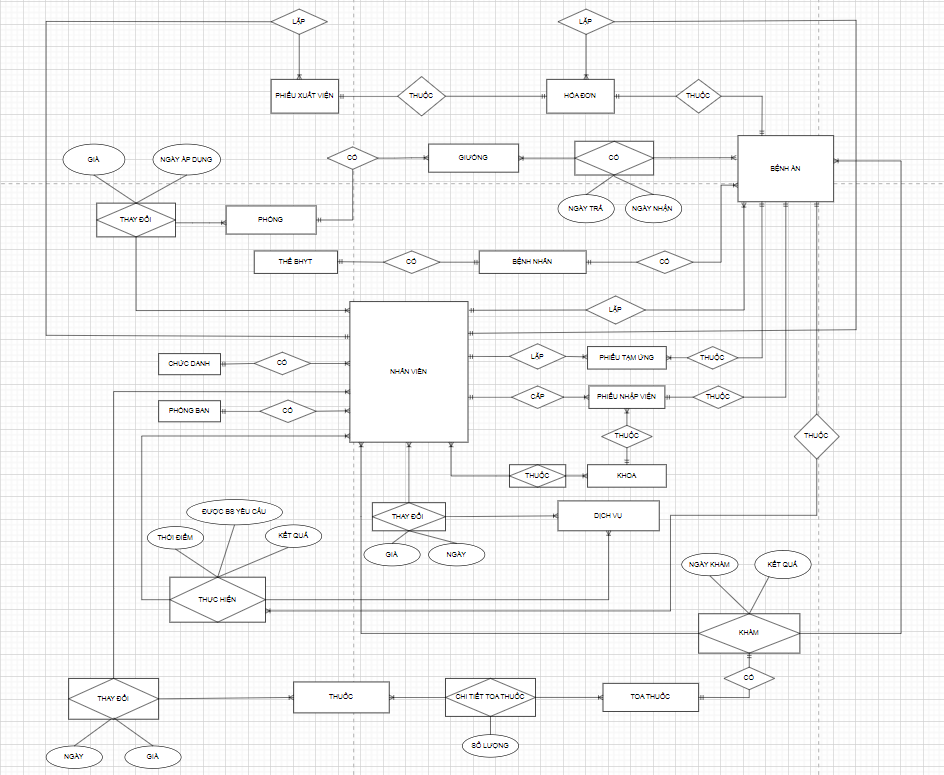 LẬP
LẬP
PHIẾU XUẤT VIỆN
THUỘC
HÓA ĐƠN
THUỘC
GIÁ
NGÀY ÁP DỤNG
CÓ
GIƯỜNG
CÓ
BỆNH ÁN
THAY ĐỔI
PHÒNG
NGÀY TRẢ
NGÀY NHẬN
THẺ BHYT
CÓ
BỆNH NHÂN
CÓ
LẬP
CHỨC DANH
CÓ
NHÂN VIÊN
LẬP
PHIẾU TẠM ỨNG
THUỘC
PHÒNG BAN
CÓ
CẤP
PHIẾU NHẬP VIỆN
THUỘC
THUỘC
THUỘC
THUỘC
KHOA
ĐƯỢC BS YÊU CẦU
THAY ĐỔI
DỊCH VỤ
THỜI ĐIỂM
KẾT QUẢ
GIÁ
NGÀY
NGÀY KHÁM
KẾT QUẢ
THỰC HIỆN
KHÁM
CÓ
THAY ĐỔI
THUỐC
CHI TIẾT TOA THUỐC
TOA THUỐC
NGÀY
GIÁ
SỐ LƯỢNG